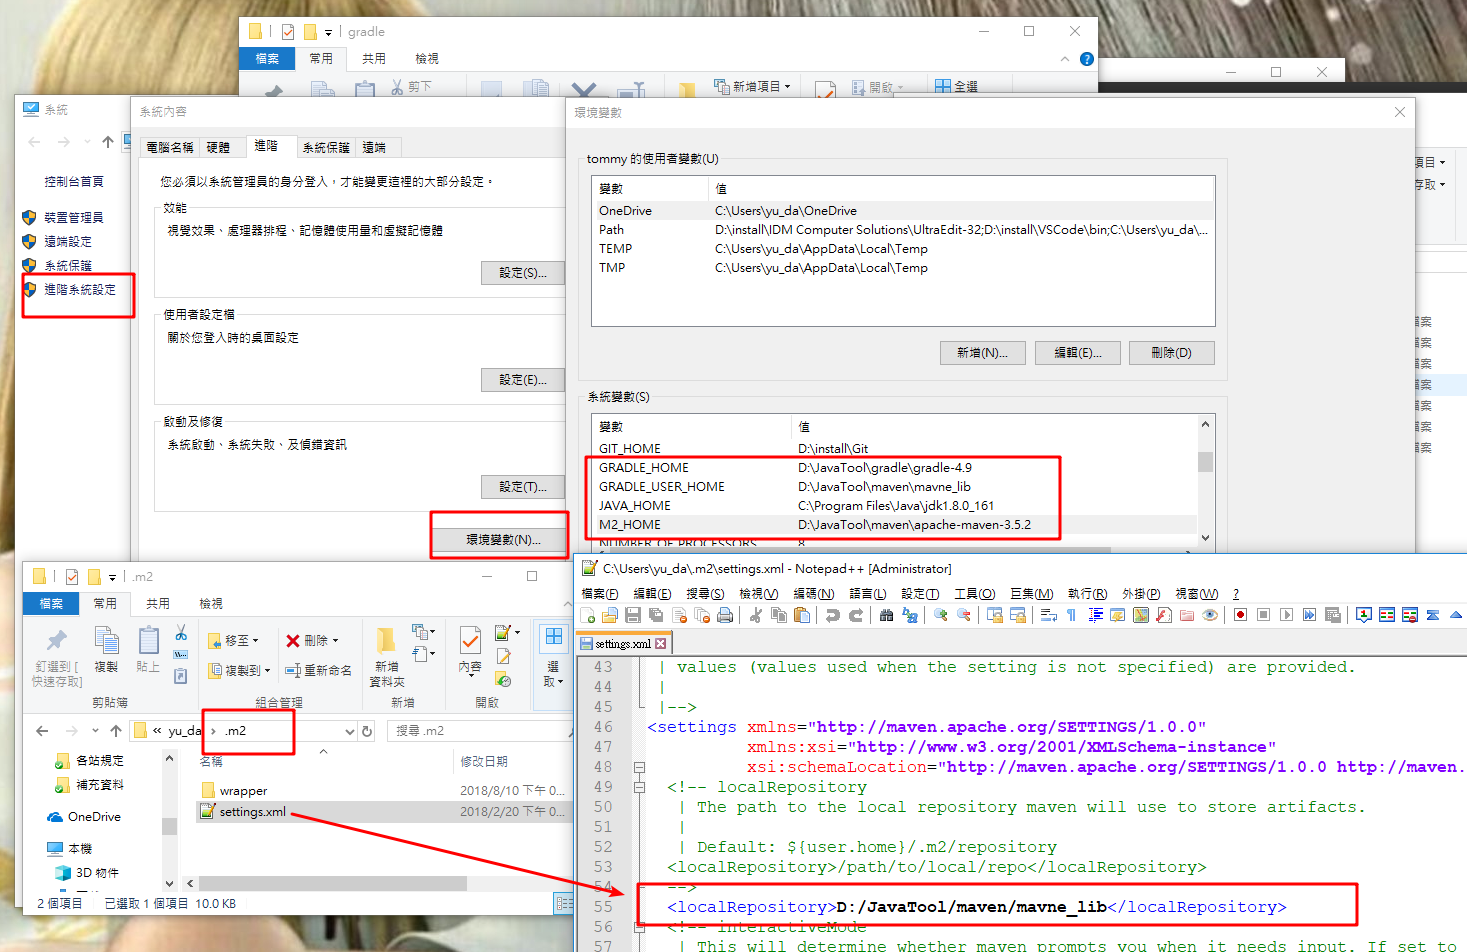 gradle
檔案 常用 共用 檢視
剪下
新增項目
開啟
全選
系統
控制台首頁
裝置管理員
遠端設定
系統保護
進階系統設定
系統內容
電腦名稱 硬體 進階 系統保護 遠端
您必須以系統管理員的身分登入，才能變更這裡的大部分設定。
效能
視覺效果、處理器排程、記憶體使用量和虛擬記憶體
設定(S)...
使用者設定檔
關於您登入時的桌面設定
設定(E)...
啟動及修復
系統啟動、系統失敗、及偵錯資訊
設定(T)...
環境變數(N)...
環境變數
tommy 的使用者變數(U)
變數 值
OneDrive C:\Users\yu_da\OneDrive
Path D:\install\IDM Computer Solutions\UltraEdit-32;D:\install\VSCode\bin;C:\Users\yu_da\...
TEMP C:\Users\yu_da\AppData\Local\Temp
TMP C:\Users\yu_da\AppData\Local\Temp
新增(N)... 編輯(E)... 刪除(D)
系統變數(S)
變數 值
GIT_HOME D:\install\Git
GRADLE_HOME D:\JavaTool\gradle\gradle-4.9
GRADLE_USER_HOME D:\JavaTool\maven\mavne_lib
JAVA_HOME C:\Program Files\Java\jdk1.8.0_161
M2_HOME D:\JavaTool\maven\apache-maven-3.5.2
NUMBER_OF_PROCESSORS 8
項目
存取
檔案
檔案
檔案
檔案
檔案
檔案
檔案
.m2
檔案 常用 共用 檢視
釘選到 [
快速存取]
複製
貼上
移至
複製到
刪除
重新命名
新增
資料夾
內容
選
取
剪貼簿 組合管理 新增 開啟
« yu_da › .m2
搜尋 .m2
名稱 修改日期
各站規定
補充資料
OneDrive
本機
3D 物件
wrapper 2018/8/10 下午 0...
settings.xml 2018/2/20 下午 0...
2 個項目 已選取 1 個項目 10.0 KB
C:\Users\yu_da\.m2\settings.xml - Notepad++ [Administrator]
檔案(F) 編輯(E) 搜尋(S) 檢視(V) 編碼(N) 語言(L) 設定(T) 工具(O) 巨集(M) 執行(R) 外掛(P) 視窗(W) ?
settings.xml
43 | values (values used when the setting is not specified) are provided.
44 |
45 |-->
46 <settings xmlns="http://maven.apache.org/SETTINGS/1.0.0"
47 xmlns:xsi="http://www.w3.org/2001/XMLSchema-instance"
48 xsi:schemaLocation="http://maven.apache.org/SETTINGS/1.0.0 http://maven.
49 <!-- localRepository
50 | The path to the local repository maven will use to store artifacts.
51 |
52 | Default: ${user.home}/.m2/repository
53 <localRepository>/path/to/local/repo</localRepository>
54 -->
55 <localRepository>D:/JavaTool/maven/mavne_lib</localRepository>
56 <!-- interactiveMode
57 | This will determine whether maven prompts you when it needs input. If set to